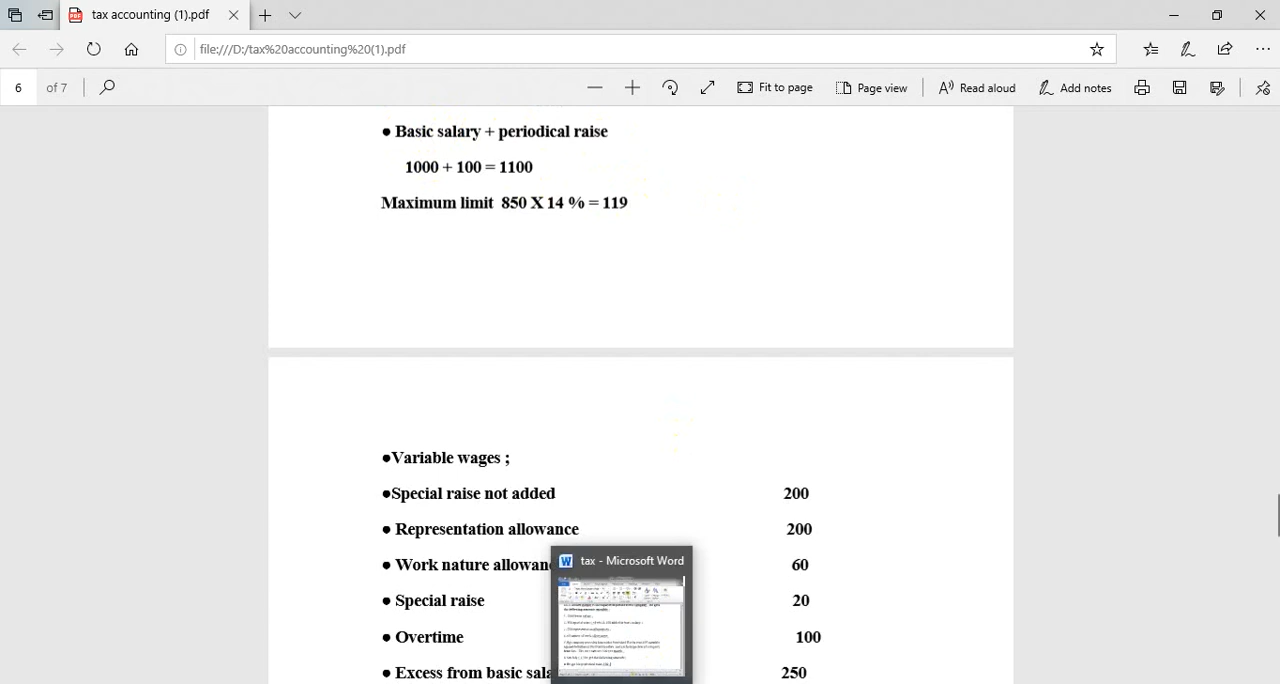 tax accounting (1).pdf
file:///D:/tax%20accounting%20(1).pdf
6 of 7
Fit to page
Page view
Read aloud
Add notes
● Basic salary + periodical raise
1000 + 100 = 1100
Maximum limit 850 X 14 % = 119
●Variable wages ;
●Special raise not added 200
● Representation allowance 200
● Work nature allowan 60
● Special raise 20
● Overtime 100
● Excess from basic sala 250
tax - Microsoft Word